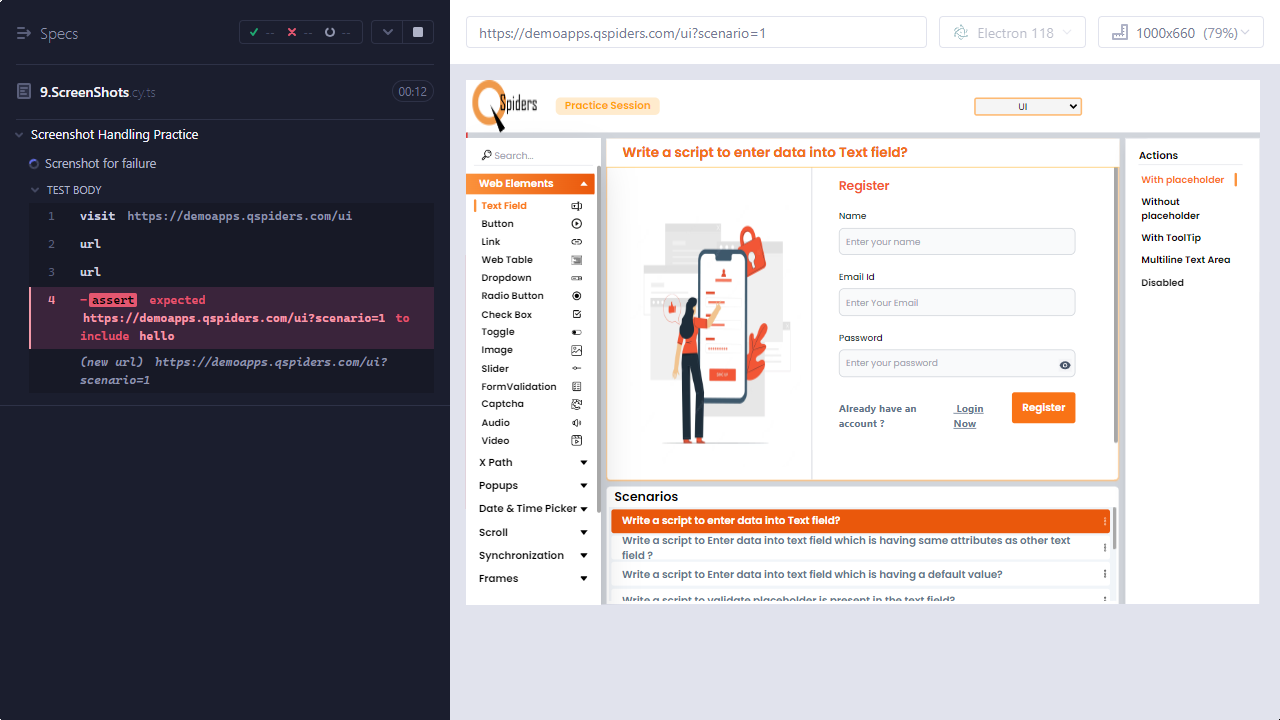 Specs
--
--
--
9.ScreenShots.cy.ts
00:12
Screenshot Handling Practice
Screnshot for failure
TEST BODY
1 visit https://demoapps.qspiders.com/ui
2 url
3 url
4 -assert expected
https://demoapps.qspiders.com/ui?scenario=1 to
include hello
(new url) https://demoapps.qspiders.com/ui?
scenario=1
https://demoapps.qspiders.com/ui?scenario=1
Electron 118
1000x660 (79%)
QSpiders
Practice Session
UI
Search...
Web Elements
Text Field
Button
Link
Web Table
Dropdown
Radio Button
Check Box
Toggle
Image
Slider
FormValidation
Captcha
Audio
Video
X Path
Popups
Date & Time Picker
Scroll
Synchronization
Frames
Write a script to enter data into Text field?
Register
Name
Enter your name
Email Id
Enter Your Email
Password
Enter your password
Already have an
account ?
Login
Now
Register
Scenarios
Write a script to enter data into Text field?
Write a script to Enter data into text field which is having same attributes as other text
field ?
Write a script to Enter data into text field which is having a default value?
Write a script to validate placeholder is present in the text field?
Actions
With placeholder
Without
placeholder
With ToolTip
Multiline Text Area
Disabled